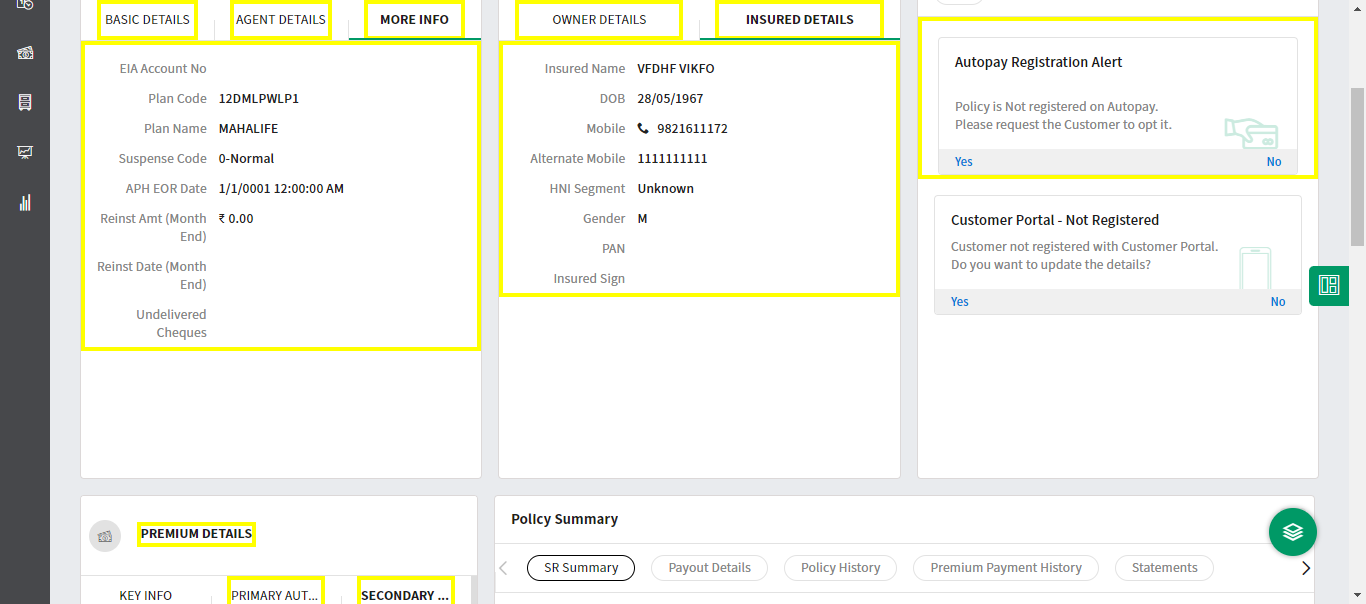 BASIC DETAILS AGENT DETAILS MORE INFO
EIA Account No
Plan Code 12DMLPWLP1
Plan Name MAHALIFE
Suspense Code 0-Normal
APH EOR Date 1/1/0001 12:00:00 AM
Reinst Amt (Month ₹ 0.00
End)
Reinst Date (Month
End)
Undelivered
Cheques
OWNER DETAILS INSURED DETAILS
Insured Name VFDHF VIKFO
DOB 28/05/1967
Mobile 9821611172
Alternate Mobile 1111111111
HNI Segment Unknown
Gender M
PAN
Insured Sign
Autopay Registration Alert
Policy is Not registered on Autopay.
Please request the Customer to opt it.
Yes No
Customer Portal - Not Registered
Customer not registered with Customer Portal.
Do you want to update the details?
Yes No
PREMIUM DETAILS
KEY INFO PRIMARY AUT... SECONDARY ...
Policy Summary
SR Summary Payout Details Policy History Premium Payment History Statements